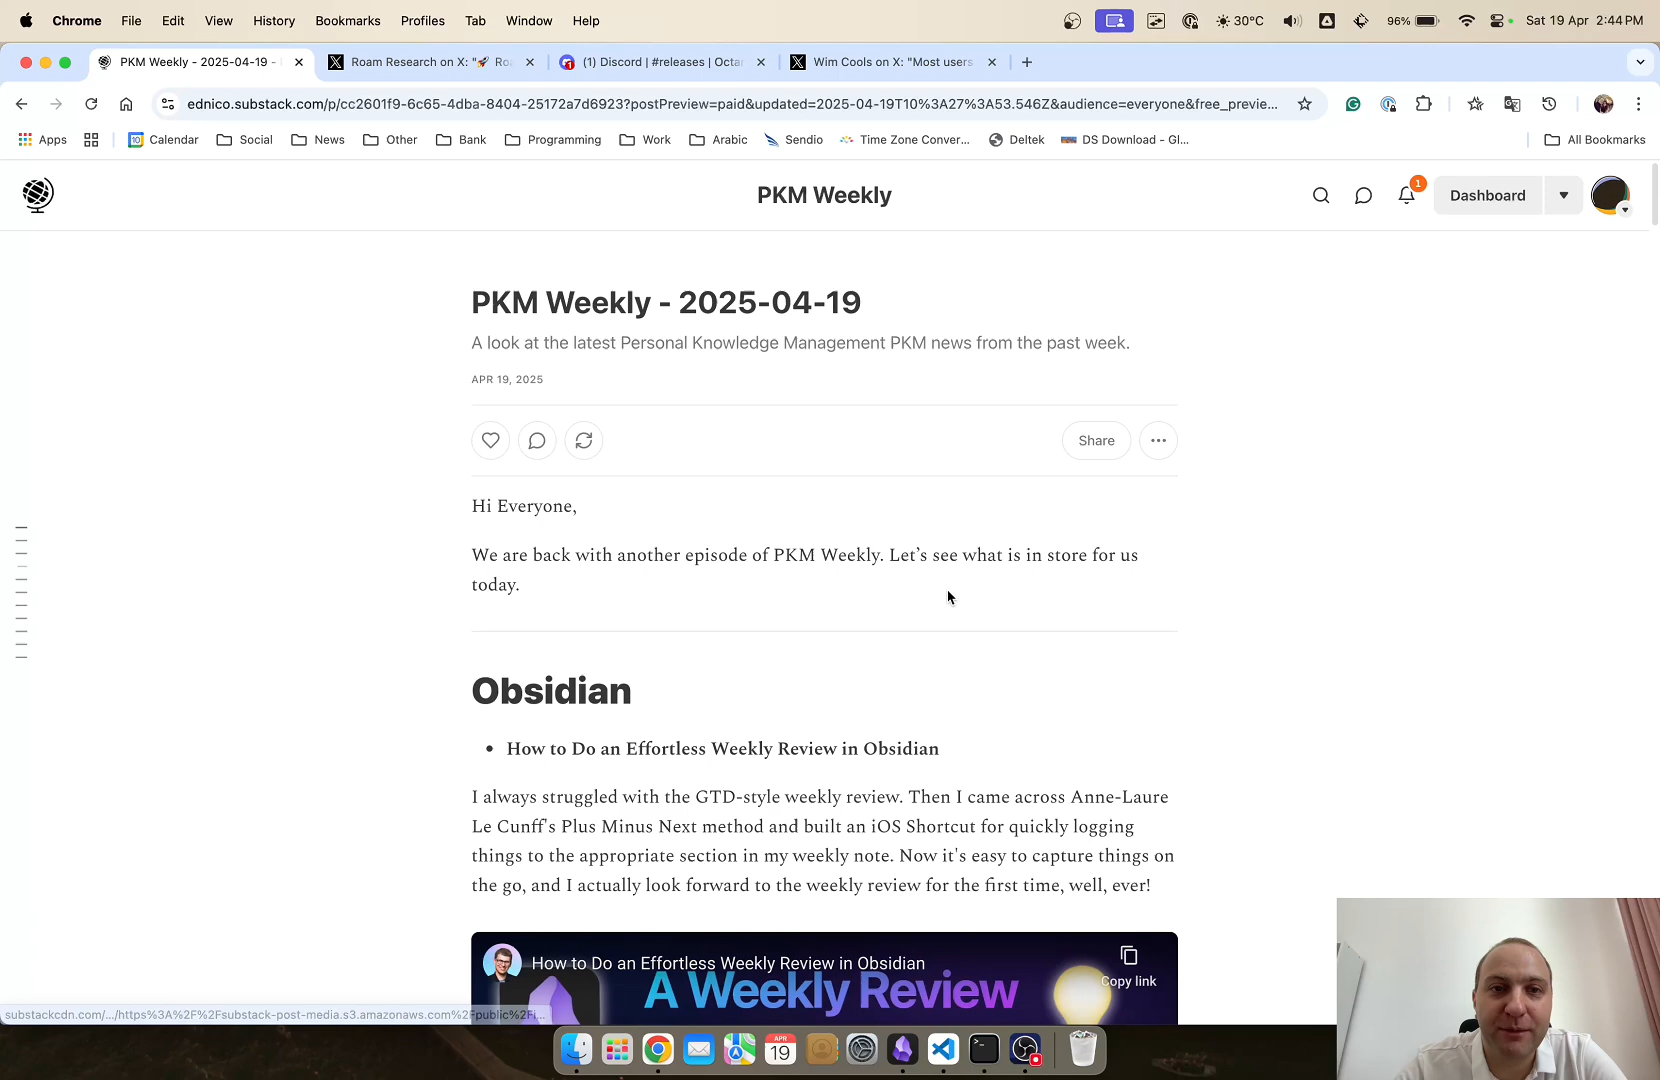 Chrome File Edit View History Bookmarks Profiles Tab Window Help 30°C 96% Sat 19 Apr 2:44 PM
PKM Weekly - 2025-04-19 - Roam Research on X: "🚀 Ro (1) Discord | #releases | Octa Wim Cools on X: "Most users
ednico.substack.com/p/cc2601f9-6c65-4dba-8404-25172a7d6923?postPreview=paid&updated=2025-04-19T10%3A27%3A53.546Z&audience=everyone&free_previe...
Apps Calendar Social News Other Bank Programming Work Arabic Sendio Time Zone Conver... Deltek DS Download - Gl... All Bookmarks
PKM Weekly
1
Dashboard
PKM Weekly - 2025-04-19
A look at the latest Personal Knowledge Management PKM news from the past week.
APR 19, 2025
Share
Hi Everyone,
We are back with another episode of PKM Weekly. Let’s see what is in store for us
today.
Obsidian
• How to Do an Effortless Weekly Review in Obsidian
I always struggled with the GTD-style weekly review. Then I came across Anne-Laure
Le Cunff's Plus Minus Next method and built an iOS Shortcut for quickly logging
things to the appropriate section in my weekly note. Now it's easy to capture things on
the go, and I actually look forward to the weekly review for the first time, well, ever!
How to Do an Effortless Weekly Review in Obsidian
Copy link
A Weekly Review
substackcdn.com/.../https%3A%2F%2Fsubstack-post-media.s3.amazonaws.com%2Fpublic%2Fi...
APR
19